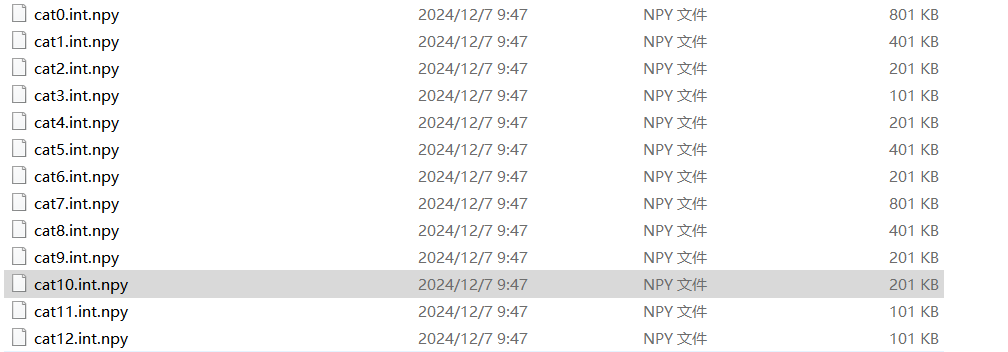 cat0.int.npy 2024/12/7 9:47 NPY 文件 801 KB
cat1.int.npy 2024/12/7 9:47 NPY 文件 401 KB
cat2.int.npy 2024/12/7 9:47 NPY 文件 201 KB
cat3.int.npy 2024/12/7 9:47 NPY 文件 101 KB
cat4.int.npy 2024/12/7 9:47 NPY 文件 201 KB
cat5.int.npy 2024/12/7 9:47 NPY 文件 401 KB
cat6.int.npy 2024/12/7 9:47 NPY 文件 201 KB
cat7.int.npy 2024/12/7 9:47 NPY 文件 801 KB
cat8.int.npy 2024/12/7 9:47 NPY 文件 401 KB
cat9.int.npy 2024/12/7 9:47 NPY 文件 201 KB
cat10.int.npy 2024/12/7 9:47 NPY 文件 201 KB
cat11.int.npy 2024/12/7 9:47 NPY 文件 101 KB
cat12.int.npy 2024/12/7 9:47 NPY 文件 101 KB